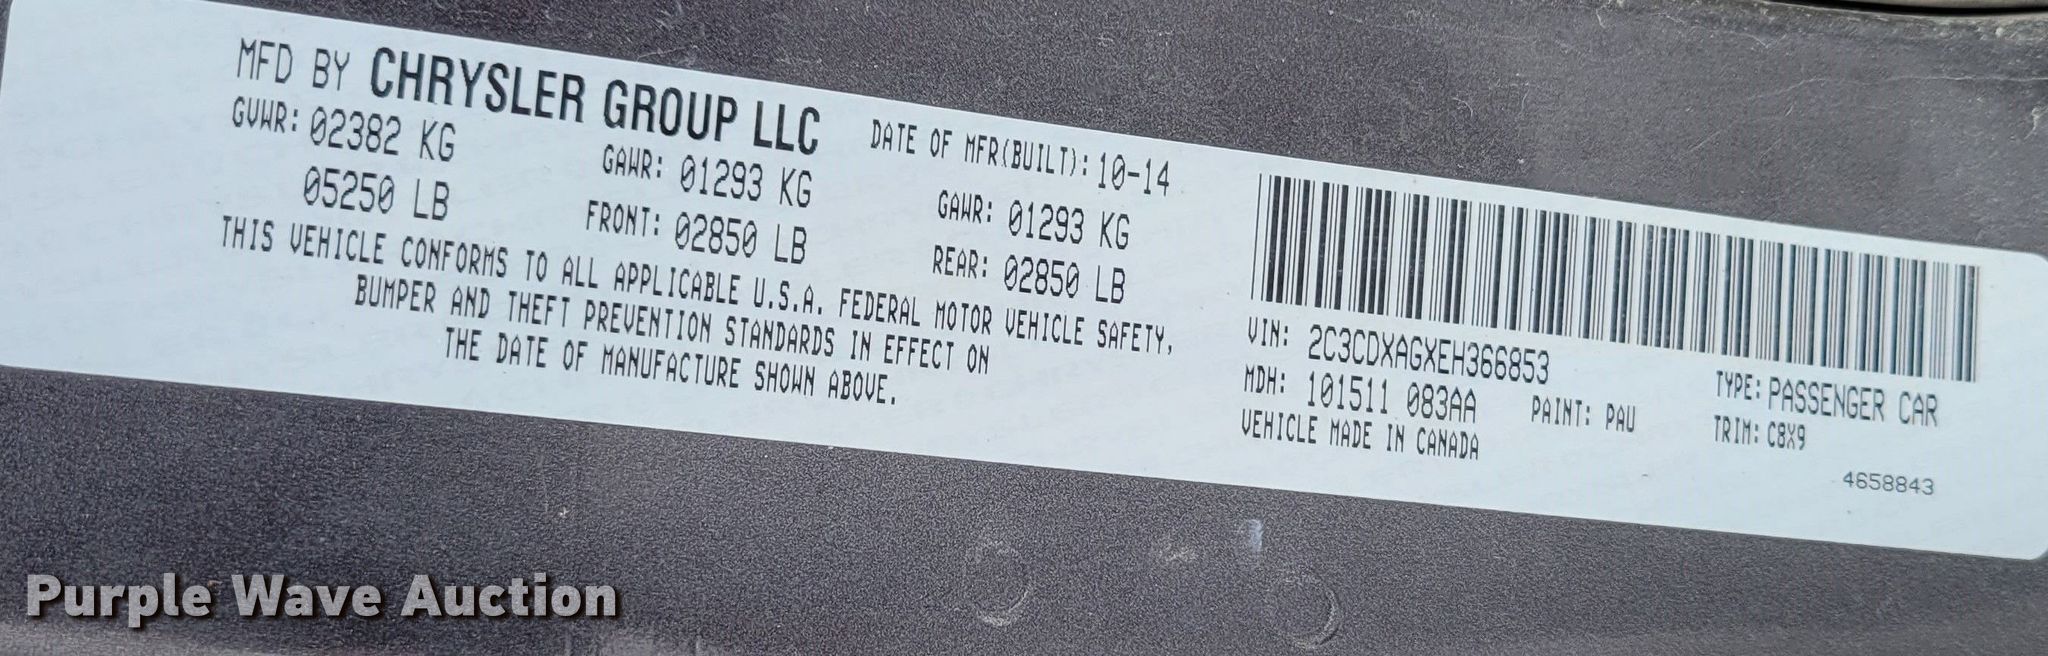 MFD BY CHRYSLER GROUP LLC
DATE OF MFR(BUILT): 10-14
GVWR: 02382 KG
GAWR: 01293 KG
GAWR: 01293 KG
05250 LB
FRONT: 02850 LB
REAR: 02850 LB
THIS VEHICLE CONFORMS TO ALL APPLICABLE U.S.A. FEDERAL MOTOR VEHICLE SAFETY,
BUMPER AND THEFT PREVENTION STANDARDS IN EFFECT ON
THE DATE OF MANUFACTURE SHOWN ABOVE.
VIN: 2C3CDXAGXEH366853
TYPE: PASSENGER CAR
MDH: 101511 083AA
PAINT: PAU
TRIM: C8X9
VEHICLE MADE IN CANADA
4658843
Purple Wave Auction